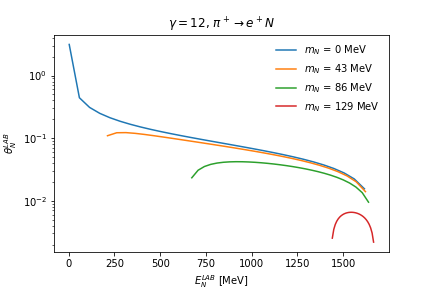 γ = 12, π⁺ → e⁺N
θ_N^{LAB}
10⁰
10⁻¹
10⁻²
m_N = 0 MeV
m_N = 43 MeV
m_N = 86 MeV
m_N = 129 MeV
0 250 500 750 1000 1250 1500
E_N^{LAB} [MeV]